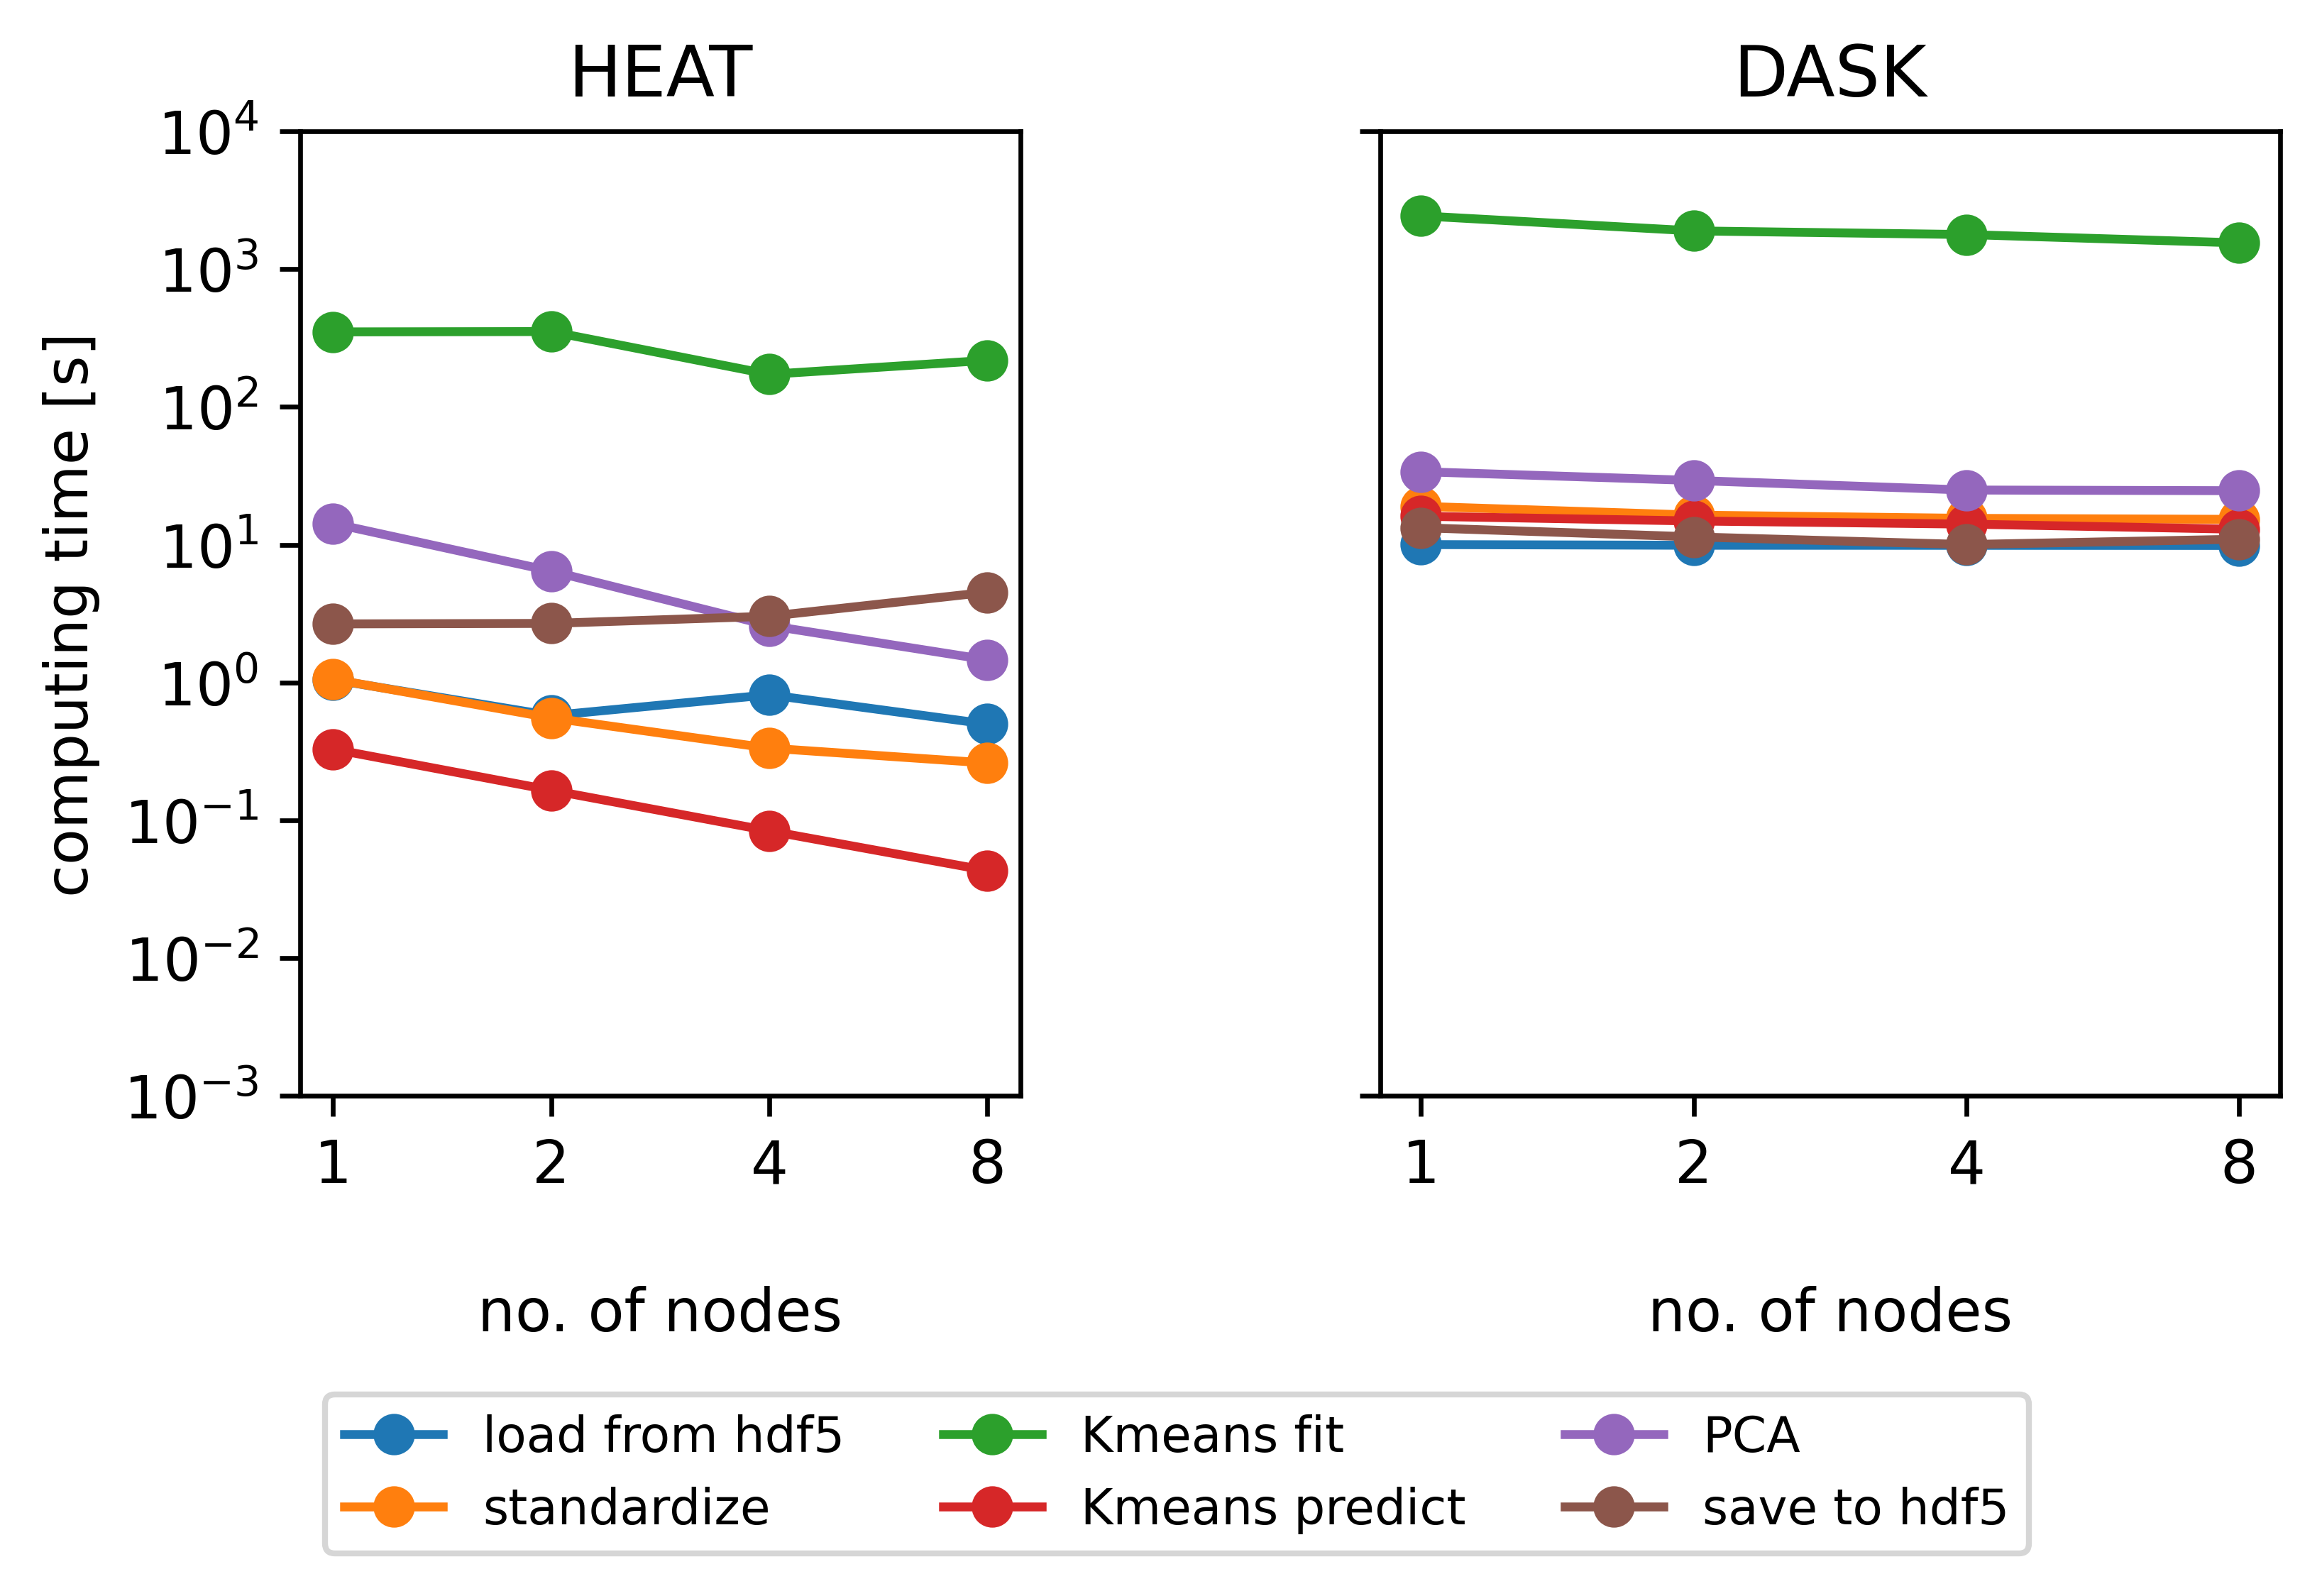 HEAT
DASK
computing time [s]
10⁴
10³
10²
10¹
10⁰
10⁻¹
10⁻²
10⁻³
1 2 4 8
1 2 4 8
no. of nodes
no. of nodes
load from hdf5
standardize
Kmeans fit
Kmeans predict
PCA
save to hdf5